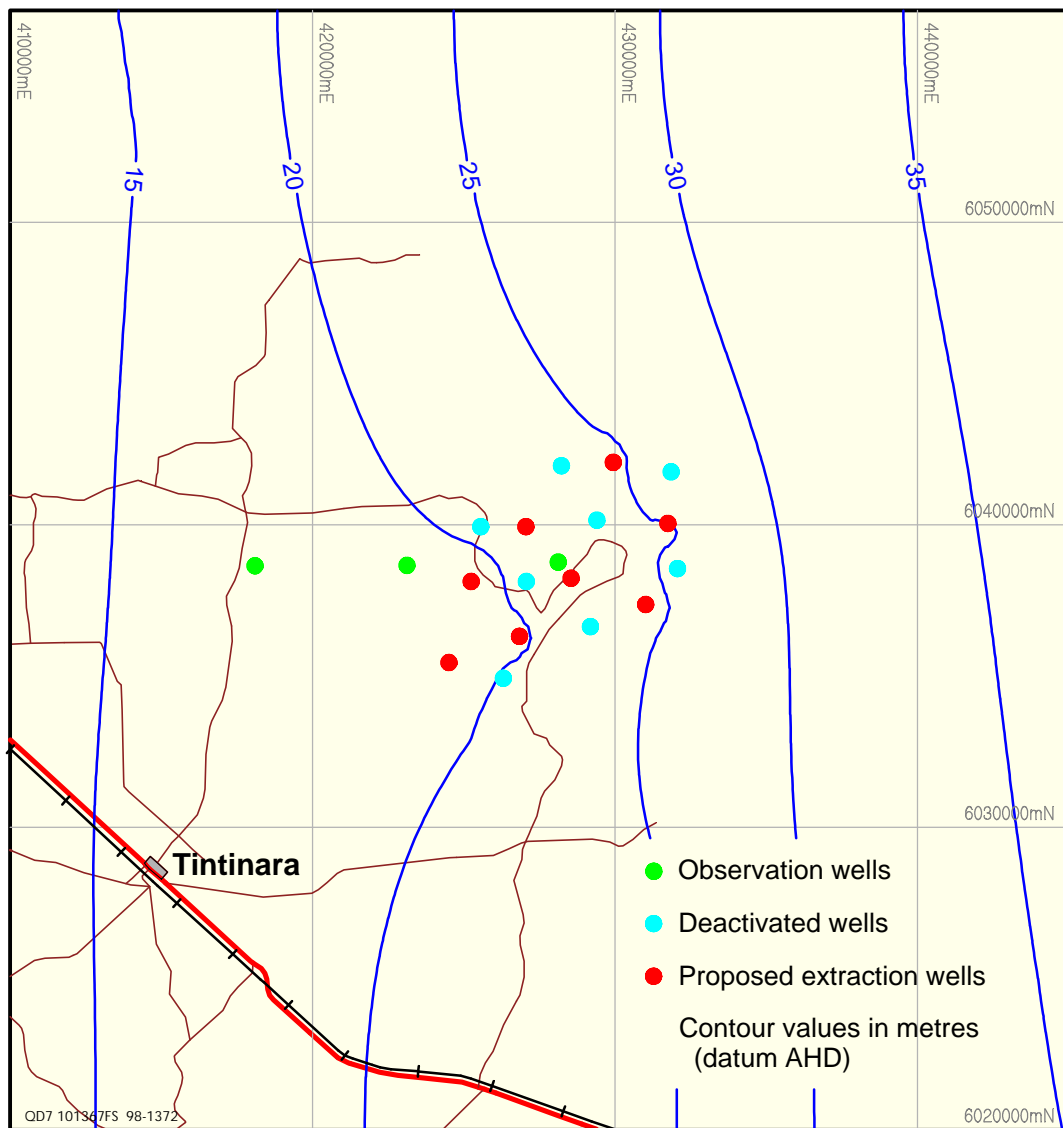 410000mE
420000mE
430000mE
440000mE
15
20
25
30
35
6050000mN
6040000mN
6030000mN
Tintinara
Observation wells
Deactivated wells
Proposed extraction wells
Contour values in metres
(datum AHD)
QD7 101367FS 98-1372
6020000mN